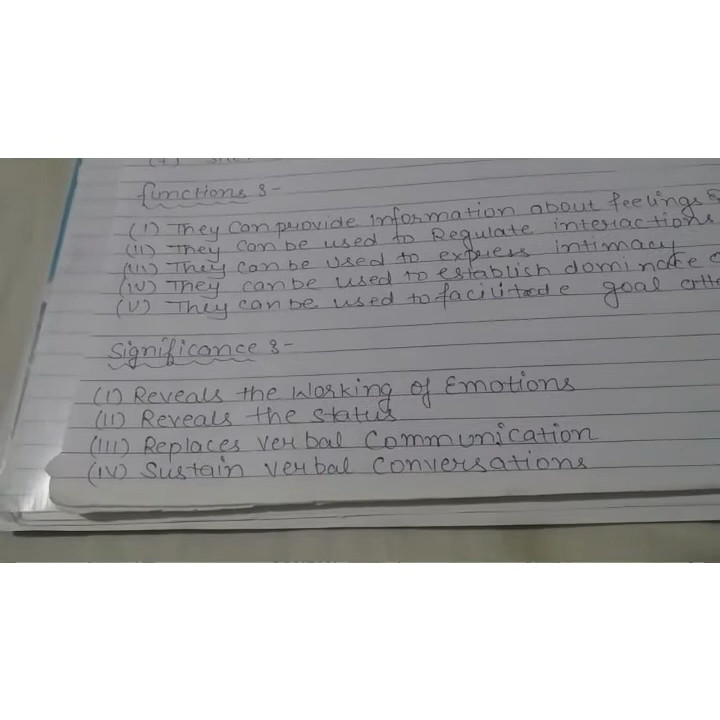 functions :-
(i) They can provide information about feelings &
(ii) They can be used to Regulate interactions
(iii) They can be used to express intimacy
(iv) They can be used to establish dominance
(v) They can be used to facilitade goal
Significance :-
(i) Reveals the Working of Emotions
(ii) Reveals the status
(iii) Replaces verbal Communication
(iv) Sustain verbal Conversations